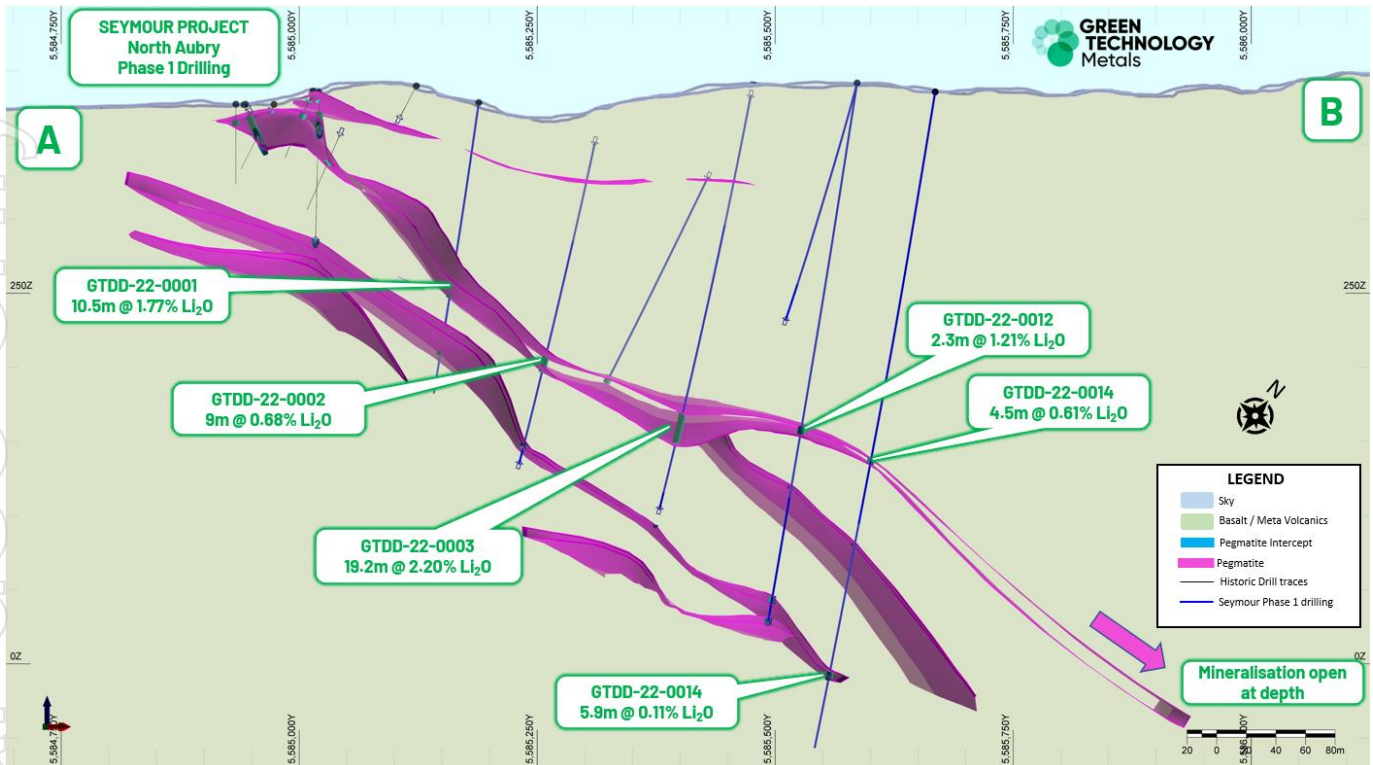 5,584,750Y
5,585,000Y
5,585,250Y
5,585,500Y
5,585,750Y
5,586,000Y
SEYMOUR PROJECT
North Aubry
Phase 1 Drilling
GREEN
TECHNOLOGY
Metals
A
B
250Z
250Z
GTDD-22-0001
10.5m @ 1.77% Li₂O
GTDD-22-0012
2.3m @ 1.21% Li₂O
GTDD-22-0002
9m @ 0.68% Li₂O
GTDD-22-0014
4.5m @ 0.61% Li₂O
N
LEGEND
Sky
Basalt / Meta Volcanics
Pegmatite Intercept
Pegmatite
Historic Drill traces
Seymour Phase 1 drilling
GTDD-22-0003
19.2m @ 2.20% Li₂O
0Z
0Z
Mineralisation open
at depth
GTDD-22-0014
5.9m @ 0.11% Li₂O
5,584,750Y
5,585,000Y
5,585,250Y
5,585,500Y
5,585,750Y
5,586,000Y
20 0 20 40 60 80m